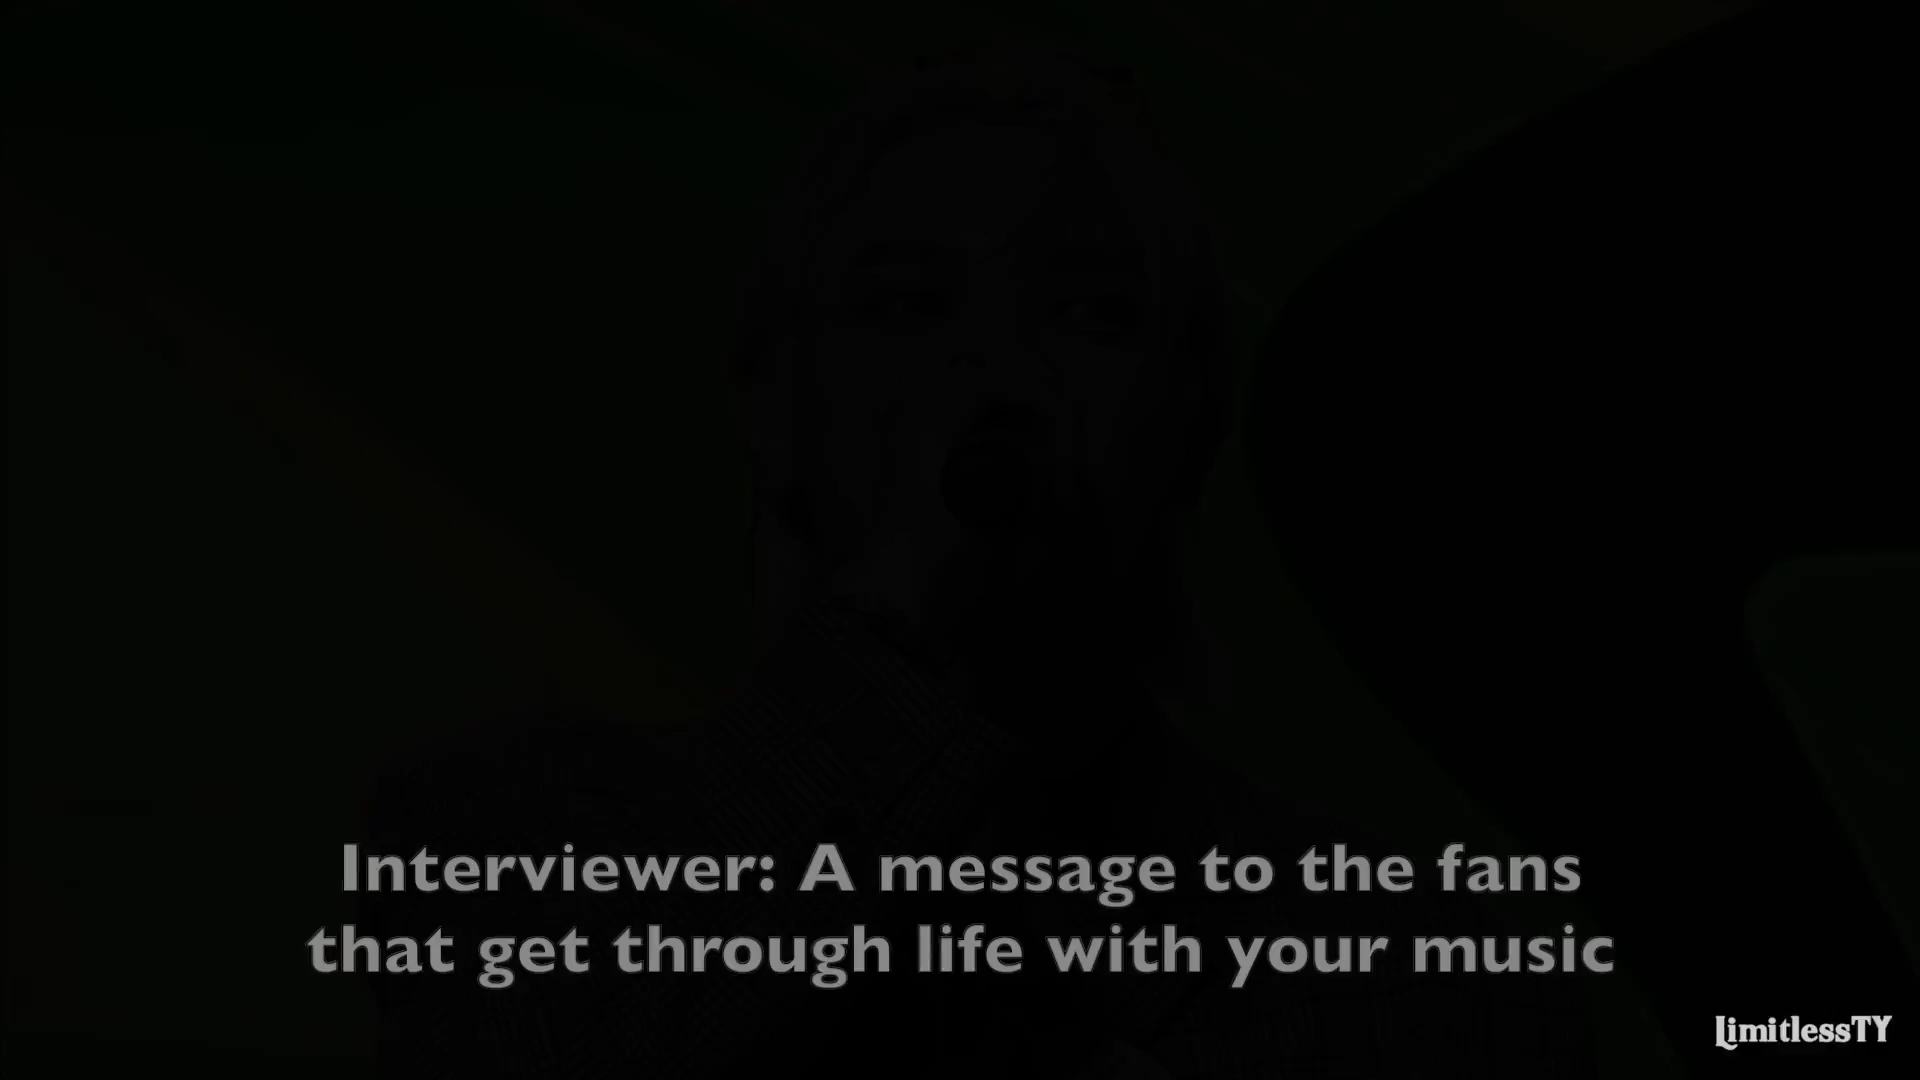 Interviewer: A message to the fans
that get through life with your music
LimitlessTY